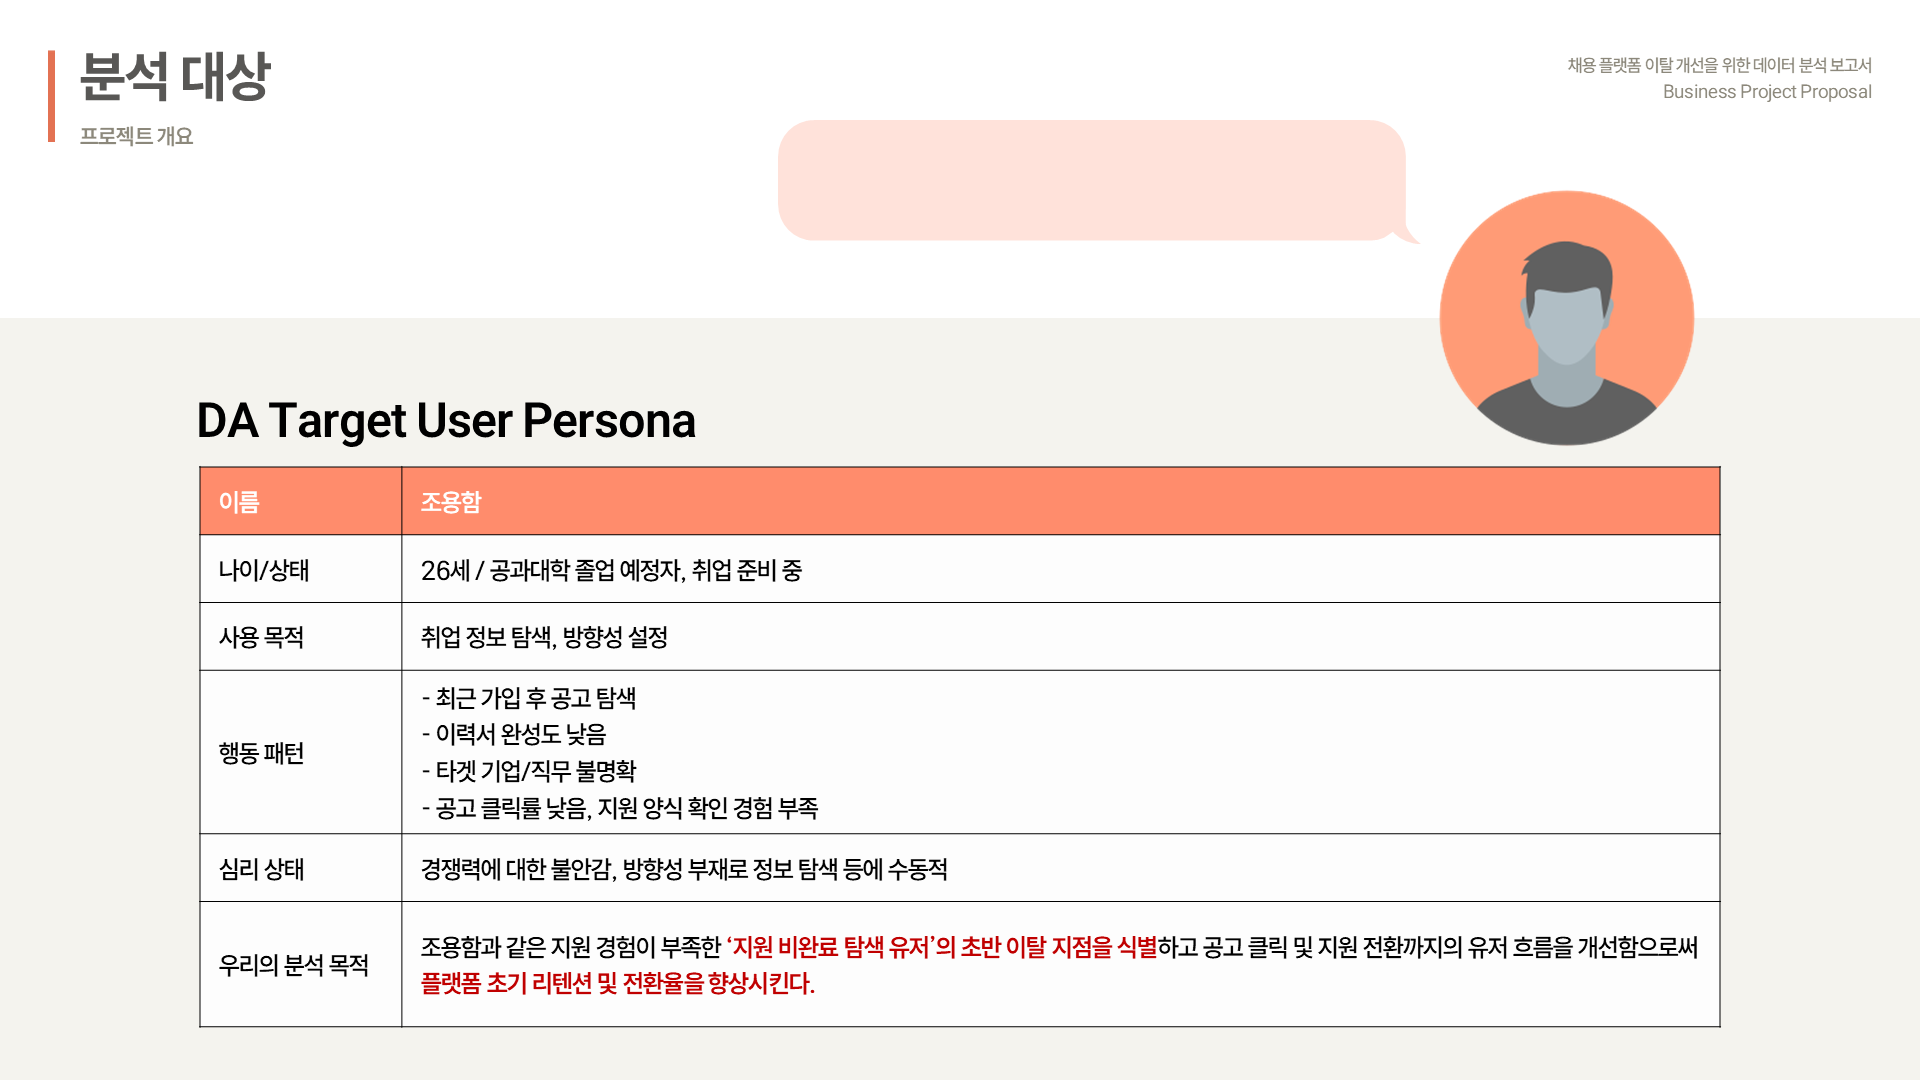 분석 대상
프로젝트 개요
채용 플랫폼 이탈 개선을 위한 데이터 분석 보고서
Business Project Proposal
DA Target User Persona
이름
조용함
나이/상태
26세 / 공과대학 졸업 예정자, 취업 준비 중
사용 목적
취업 정보 탐색, 방향성 설정
행동 패턴
- 최근 가입 후 공고 탐색
- 이력서 완성도 낮음
- 타겟 기업/직무 불명확
- 공고 클릭률 낮음, 지원 양식 확인 경험 부족
심리 상태
경쟁력에 대한 불안감, 방향성 부재로 정보 탐색 등에 수동적
우리의 분석 목적
조용함과 같은 지원 경험이 부족한 ‘지원 비완료 탐색 유저’의 초반 이탈 지점을 식별하고 공고 클릭 및 지원 전환까지의 유저 흐름을 개선함으로써
플랫폼 초기 리텐션 및 전환율을 향상시킨다.